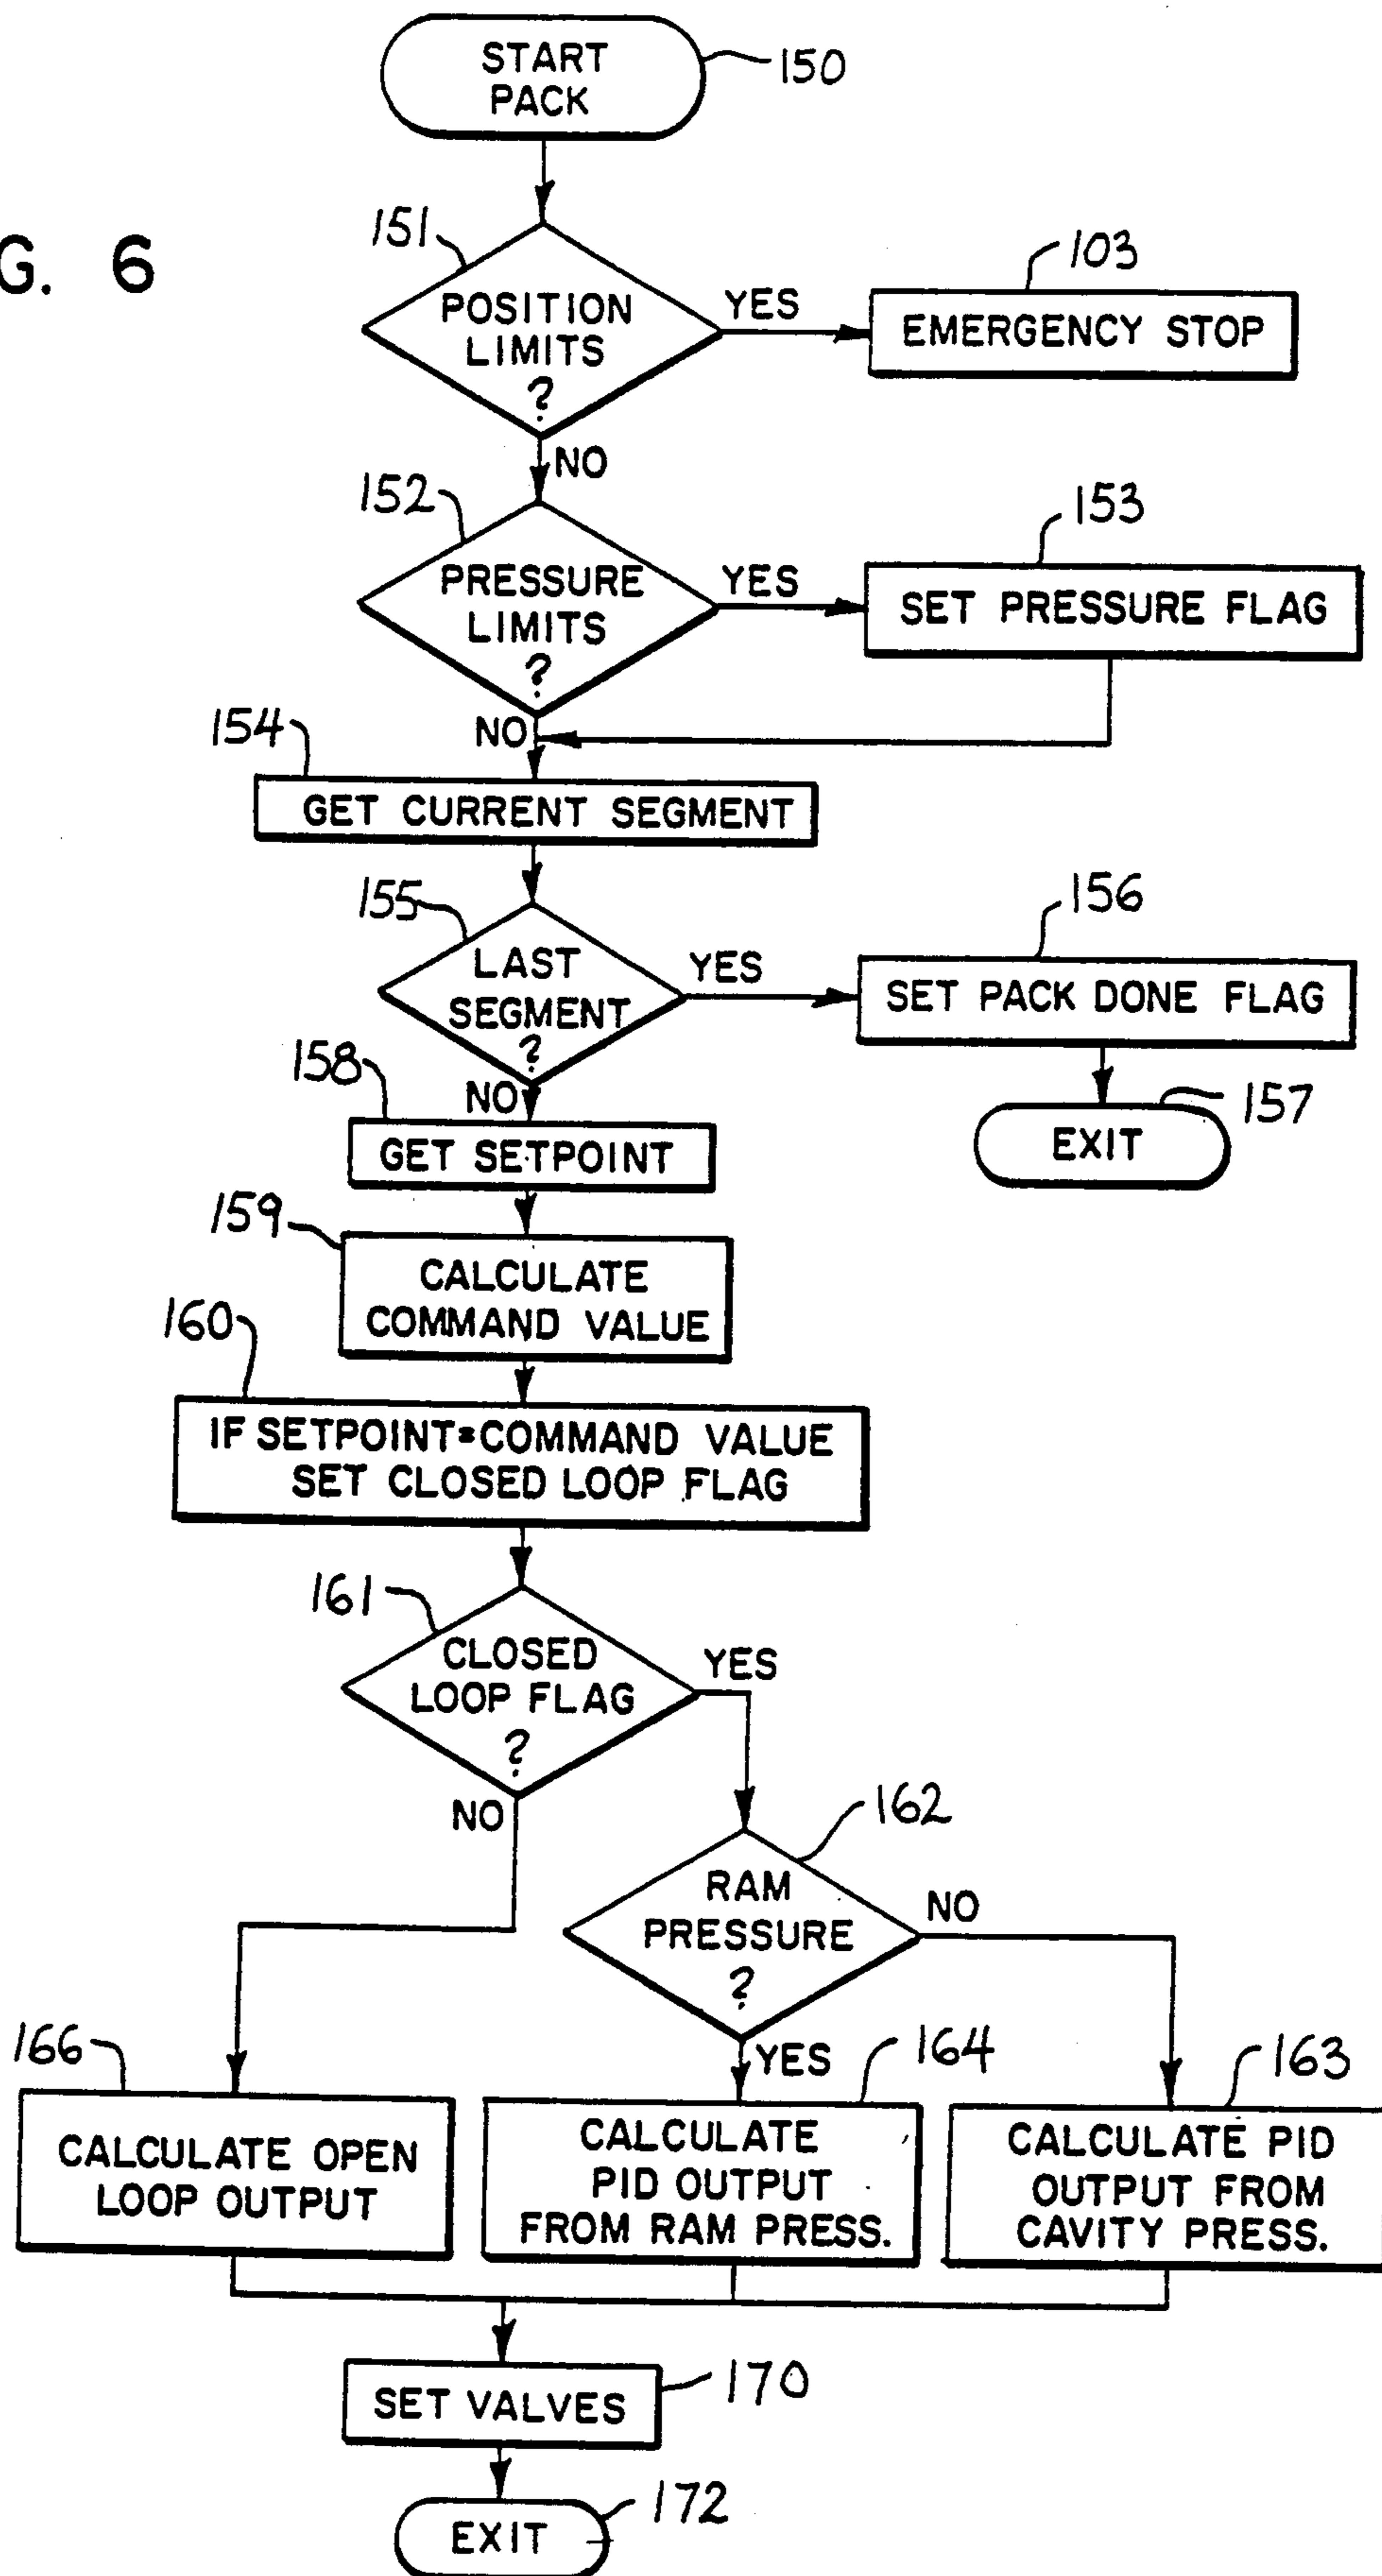 START
PACK
150
G. 6
151
POSITION
LIMITS
?
YES
103
EMERGENCY STOP
NO
152
PRESSURE
LIMITS
?
YES
153
SET PRESSURE FLAG
NO
154
GET CURRENT SEGMENT
155
LAST
SEGMENT
?
YES
156
SET PACK DONE FLAG
157
EXIT
NO
158
GET SETPOINT
159
CALCULATE
COMMAND VALUE
160
IF SETPOINT=COMMAND VALUE
SET CLOSED LOOP FLAG
161
CLOSED
LOOP FLAG
?
YES
NO
162
RAM
PRESSURE
?
NO
YES
166
CALCULATE OPEN
LOOP OUTPUT
164
CALCULATE
PID OUTPUT
FROM RAM PRESS.
163
CALCULATE PID
OUTPUT FROM
CAVITY PRESS.
170
SET VALVES
172
EXIT